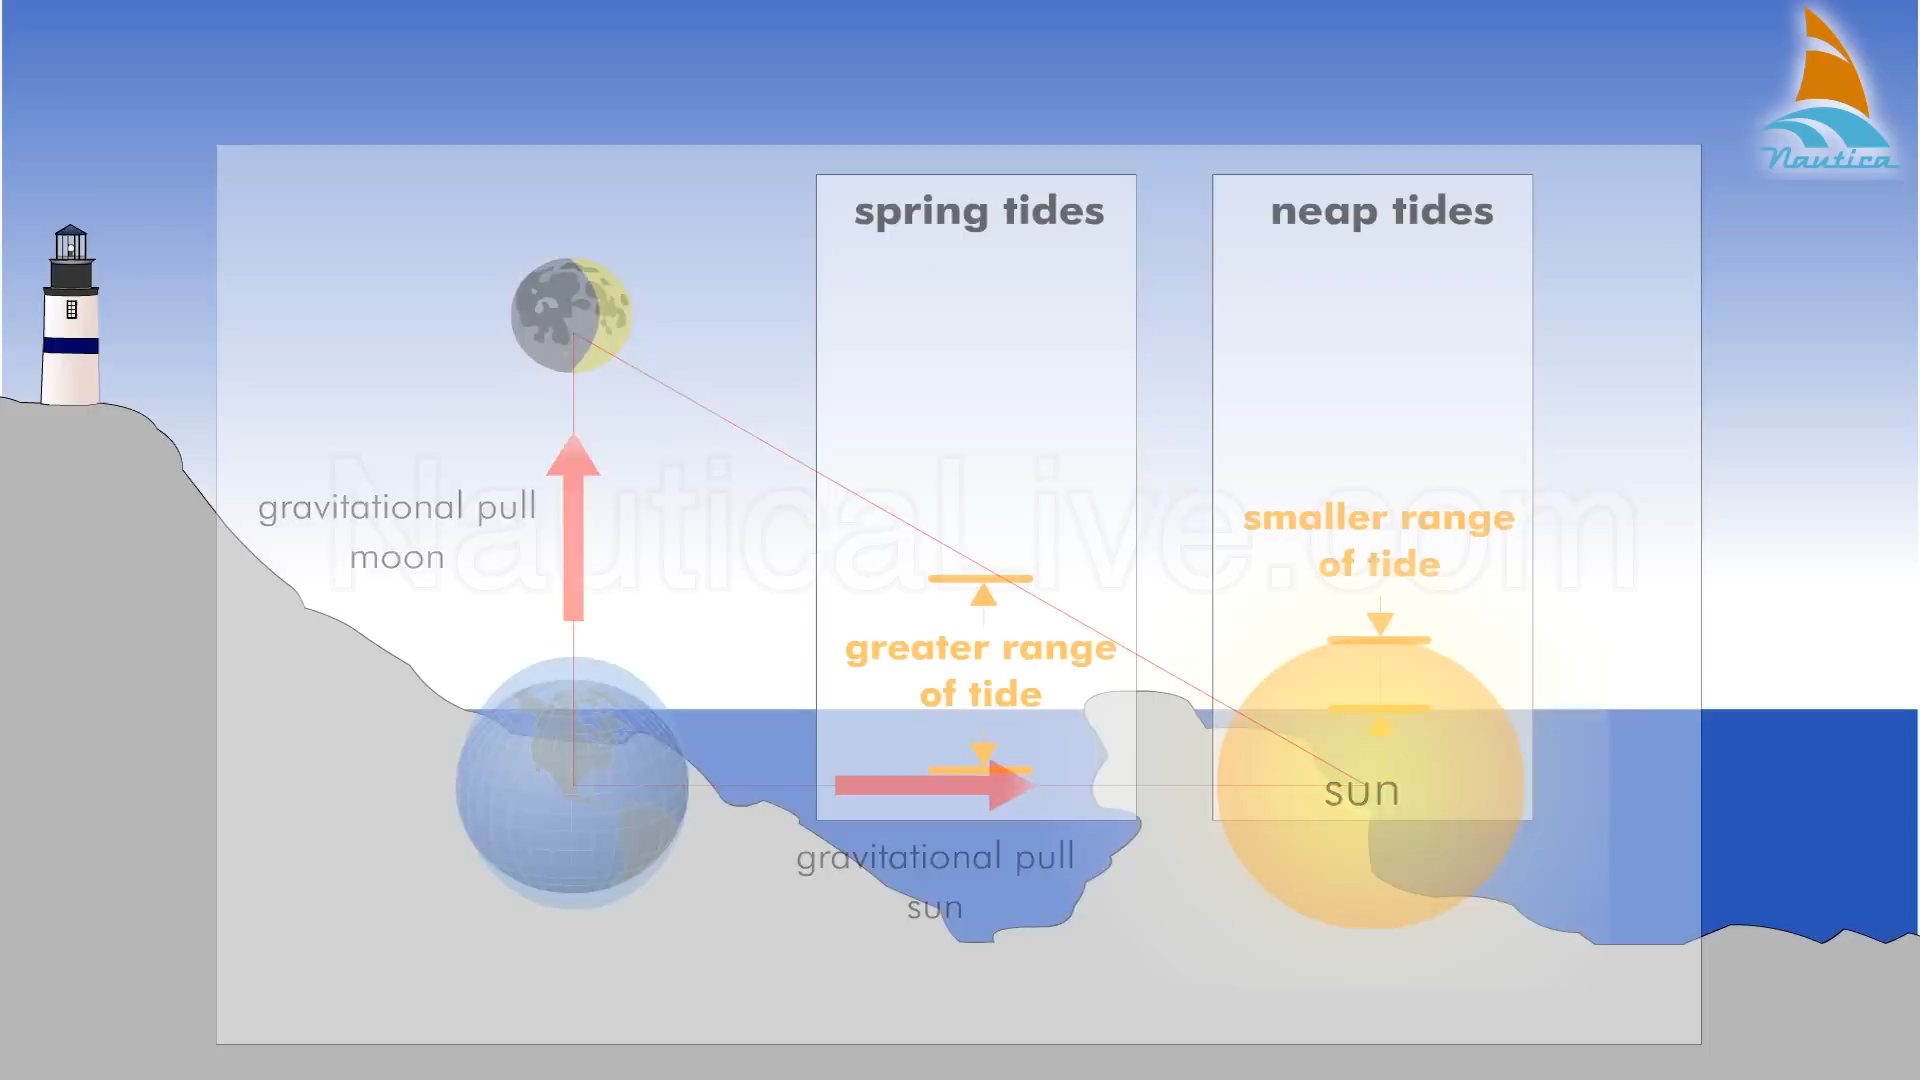 Nautica
spring tides
neap tides
gravitational pull
moon
NauticaLive.com
smaller range
of tide
greater range
of tide
sun
gravitational pull
sun